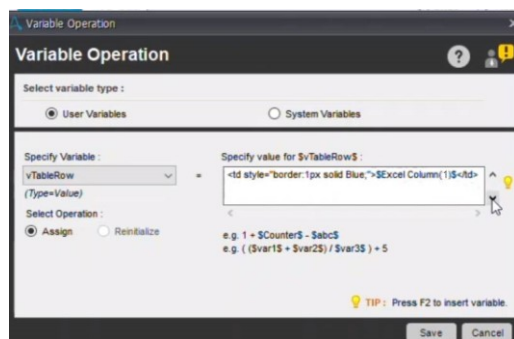 Variable Operation
Variable Operation
Select variable type :
User Variables
System Variables
Specify Variable :
Specify value for $vTableRow$ :
vTableRow
=
<td style="border:1px solid Blue;">$Excel Column(1)$</td>
(Type=Value)
Select Operation :
Assign
Reinitialize
e.g. 1 + $Counter$ - $abc$
e.g. ( ($var1$ + $var2$) / $var3$ ) + 5
TIP : Press F2 to insert variable.
Save
Cancel